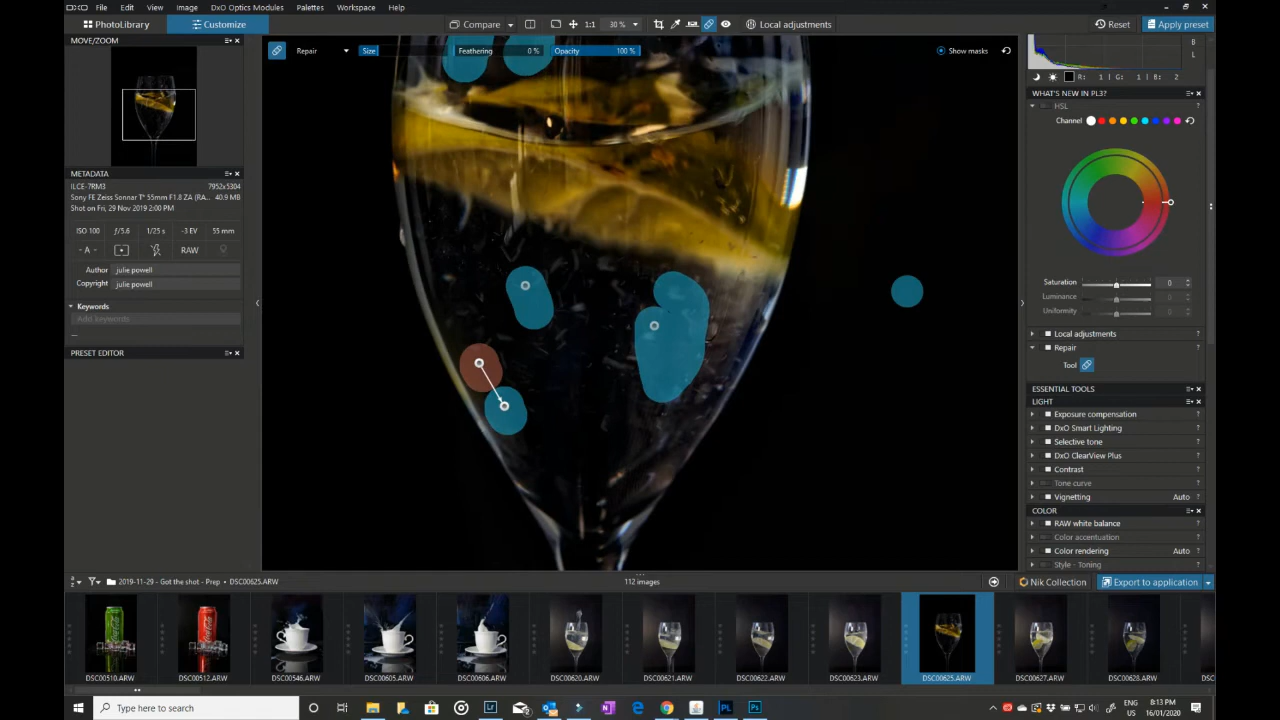 DXO File Edit View Image DxO Optics Modules Palettes Workspace Help
PhotoLibrary Customize Compare 1:1 30 % Local adjustments Reset Apply preset
MOVE/ZOOM
Repair Size Feathering 0 % Opacity 100 % Show masks
B
L
R: 1 G: 1 B: 2
WHAT'S NEW IN PL3?
HSL ?
Channel
METADATA
ILCE-7RM3 7952x5304
Sony FE Zeiss Sonnar T* 55mm F1.8 ZA (RA... 40.9 MB
Shot on Fri, 29 Nov 2019 2:00 PM
ISO 100 ƒ/5.6 1/25 s -3 EV 55 mm
- A - RAW
Author julie powell
Copyright julie powell
Keywords
Add keywords
—
PRESET EDITOR
Saturation 0
Luminance 0
Uniformity 0
Local adjustments ?
Repair ?
Tool
ESSENTIAL TOOLS
LIGHT
Exposure compensation ?
DxO Smart Lighting ?
Selective tone ?
DxO ClearView Plus ?
Contrast ?
Tone curve ?
Vignetting Auto ?
COLOR
RAW white balance ?
Color accentuation ?
Color rendering Auto ?
Style - Toning ?
2019-11-29 - Got the shot - Prep DSC00625.ARW 112 images Nik Collection Export to application
DSC00510.ARW DSC00512.ARW DSC00546.ARW DSC00605.ARW DSC00606.ARW DSC00620.ARW DSC00621.ARW DSC00622.ARW DSC00623.ARW DSC00625.ARW DSC00627.ARW DSC00628.ARW
Type here to search ENG 8:13 PM
US 16/01/2020